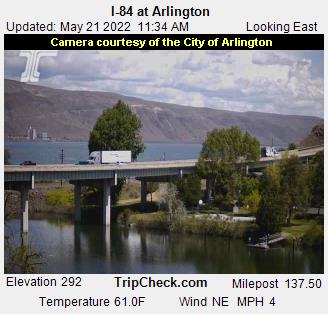 I-84 at Arlington
Updated: May 21 2022 11:34 AM Looking East
Camera courtesy of the City of Arlington
Elevation 292 TripCheck.com Milepost 137.50
Temperature 61.0F Wind NE MPH 4